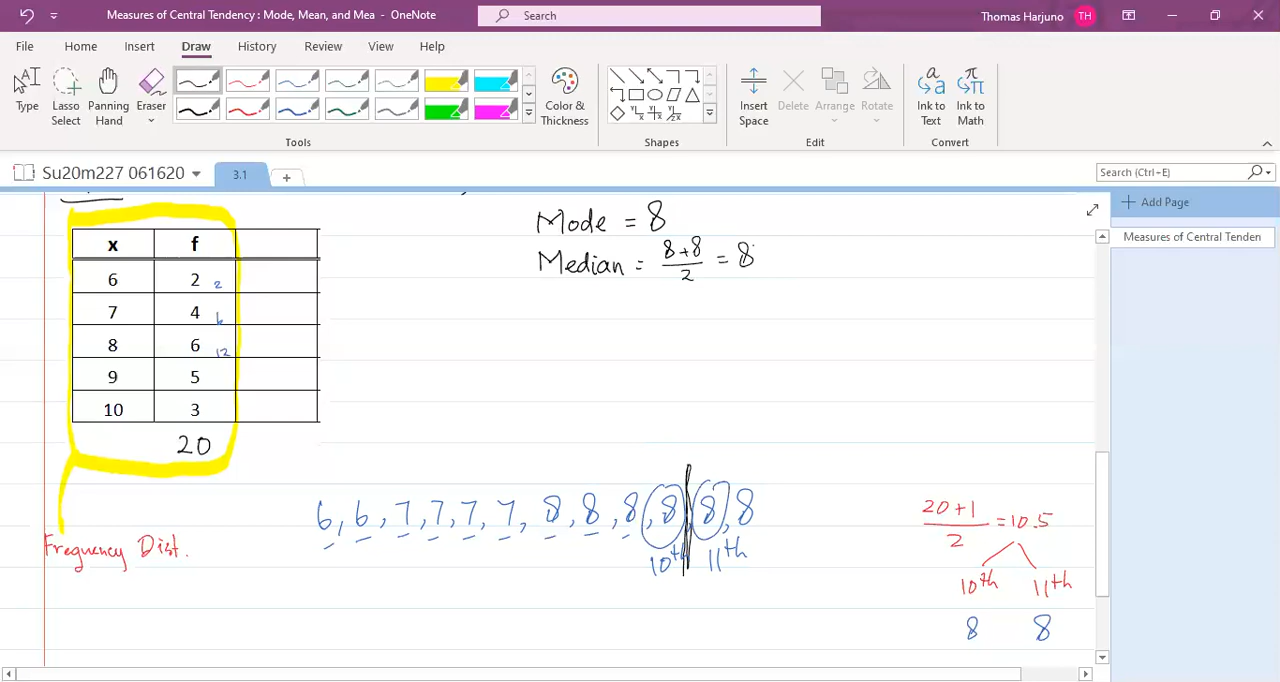 Measures of Central Tendency : Mode, Mean, and Mea - OneNote
Search
Thomas Harjuno TH
File Home Insert Draw View History Review View Help
Type Lasso Select Panning Hand Eraser Color & Thickness Insert Space Delete Arrange Rotate Ink to Text Ink to Math
Tools Shapes Edit Convert
Su20m227 061620 3.1
Search (Ctrl+E)
Add Page
Measures of Central Tenden
x f
6 2 2
7 4 6
8 6 12
9 5
10 3
20
Frequency Dist.
Mode = 8
Median = (8+8)/2 = 8
6, 6, 7, 7, 7, 7, 8, 8, 8, 8, 8, 8
10th 11th
(20+1)/2 = 10.5
10th 11th
8 8